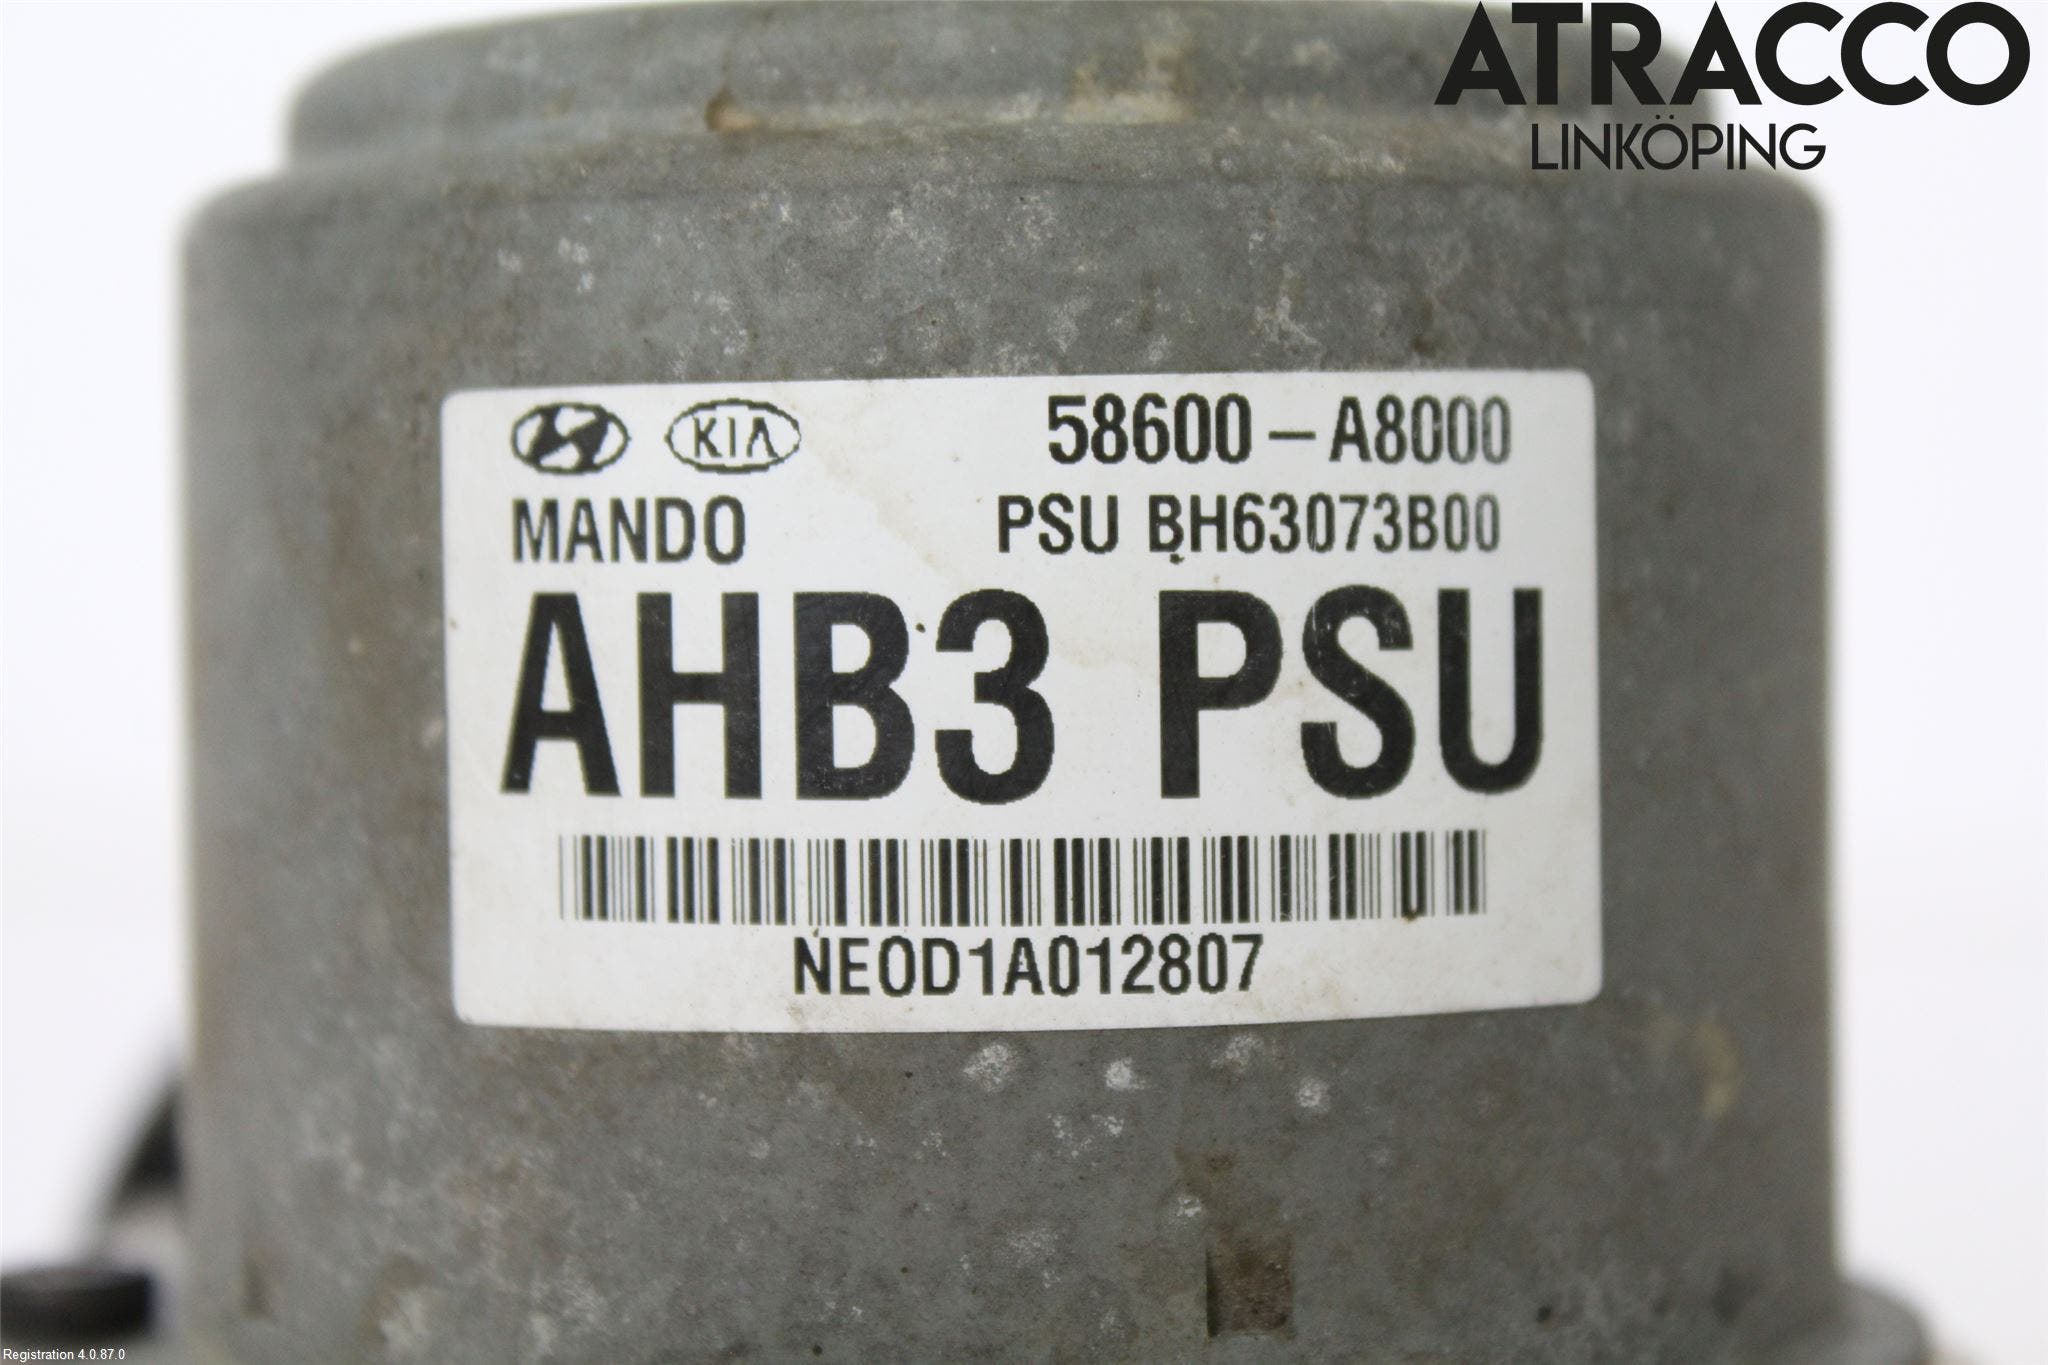 ATRACCO
LINKÖPING
KIA 58600-A8000
MANDO PSU BH63073B00
AHB3 PSU
NEOD1A012807
Registration 4.0.87.0